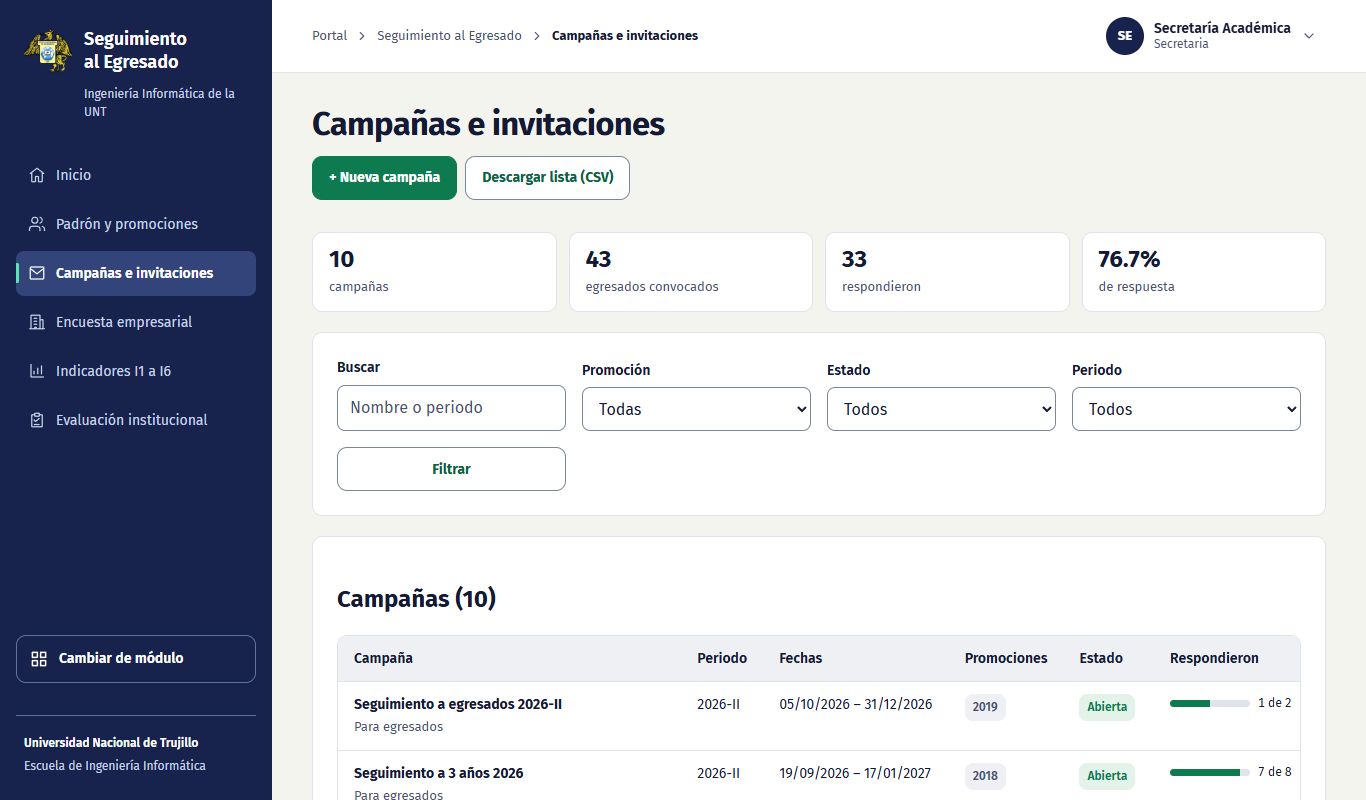 Seguimiento
al Egresado
Ingeniería Informática de la
UNT
Inicio
Padrón y promociones
Campañas e invitaciones
Encuesta empresarial
Indicadores I1 a I6
Evaluación institucional
Cambiar de módulo
Universidad Nacional de Trujillo
Escuela de Ingeniería Informática
Portal > Seguimiento al Egresado > Campañas e invitaciones
SE
Secretaría Académica
Secretaria
Campañas e invitaciones
+ Nueva campaña
Descargar lista (CSV)
10
campañas
43
egresados convocados
33
respondieron
76.7%
de respuesta
Buscar
Nombre o periodo
Promoción
Todas
Estado
Todos
Periodo
Todos
Filtrar
Campañas (10)
Campaña Periodo Fechas Promociones Estado Respondieron
Seguimiento a egresados 2026-II 2026-II 05/10/2026 – 31/12/2026 2019 Abierta 1 de 2
Para egresados
Seguimiento a 3 años 2026 2026-II 19/09/2026 – 17/01/2027 2018 Abierta 7 de 8
Para egresados